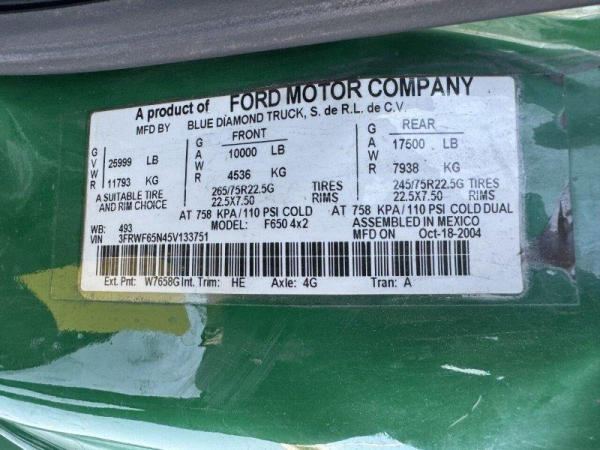 A product of FORD MOTOR COMPANY
MFD BY BLUE DIAMOND TRUCK, S. de R.L. de C.V.
GVWR 25999 LB 11793 KG
FRONT GAWR 10000 LB 4536 KG
REAR GAWR 17500 LB 7938 KG
A SUITABLE TIRE AND RIM CHOICE
265/75R22.5G TIRES 245/75R22.5G TIRES
22.5X7.50 RIMS 22.5X7.50 RIMS
AT 758 KPA/110 PSI COLD AT 758 KPA/110 PSI COLD DUAL
WB: 493 MODEL: F650 4x2 ASSEMBLED IN MEXICO
VIN 3FRWF65N45V133751 MFD ON Oct-18-2004
Ext. Pnt: W7658G Int. Trim: HE Axle: 4G Tran: A